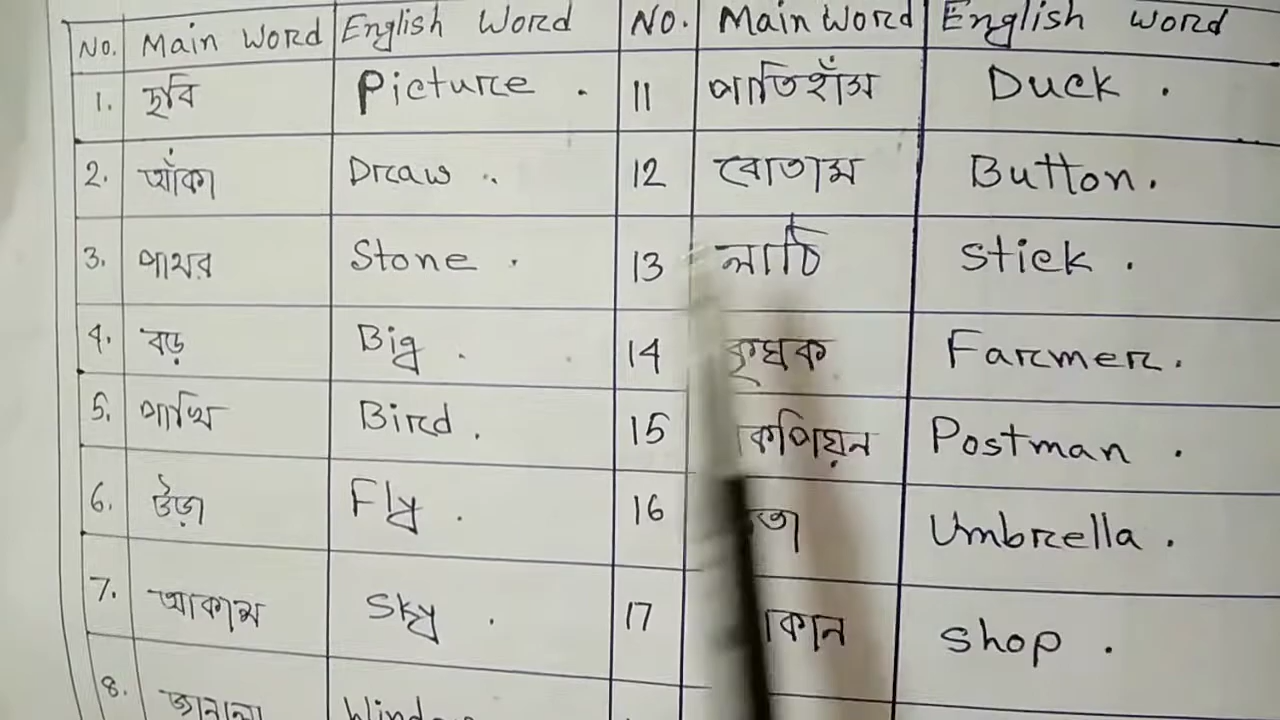 No. Main Word English Word No. Main Word English Word
1. ছবি Picture . 11 পাতিহাঁস Duck .
2. আঁকা Draw .. 12 বোতাম Button.
3. পাথর Stone . 13 লাঠি Stick .
4. বড় Big . 14 কৃষক Farmer.
5. পাখি Bird . 15 Postman .
6. উড়া Fly . 16 Umbrella .
7. আকাশ Sky . 17 Shop .
8. জানালা